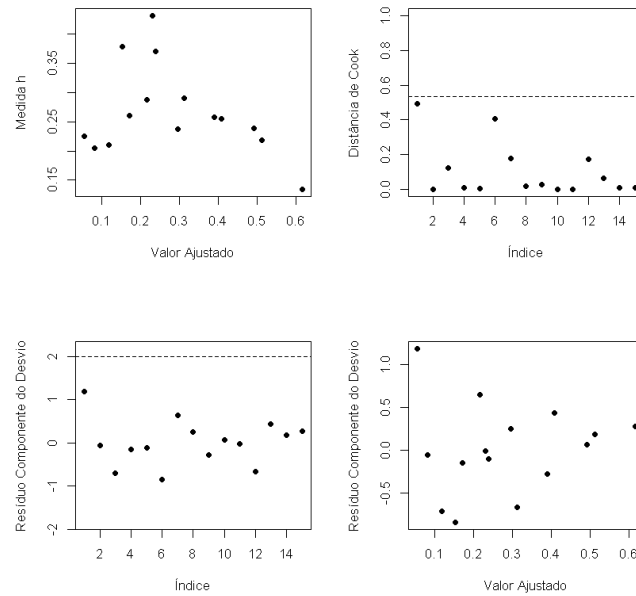 Medida h
0.15 0.25 0.35
0.1 0.2 0.3 0.4 0.5 0.6
Valor Ajustado
Distância de Cook
0.0 0.2 0.4 0.6 0.8 1.0
2 4 6 8 10 12 14
Índice
Resíduo Componente do Desvio
-2 -1 0 1 2
2 4 6 8 10 12 14
Índice
Resíduo Componente do Desvio
-0.5 0.0 0.5 1.0
0.1 0.2 0.3 0.4 0.5 0.6
Valor Ajustado